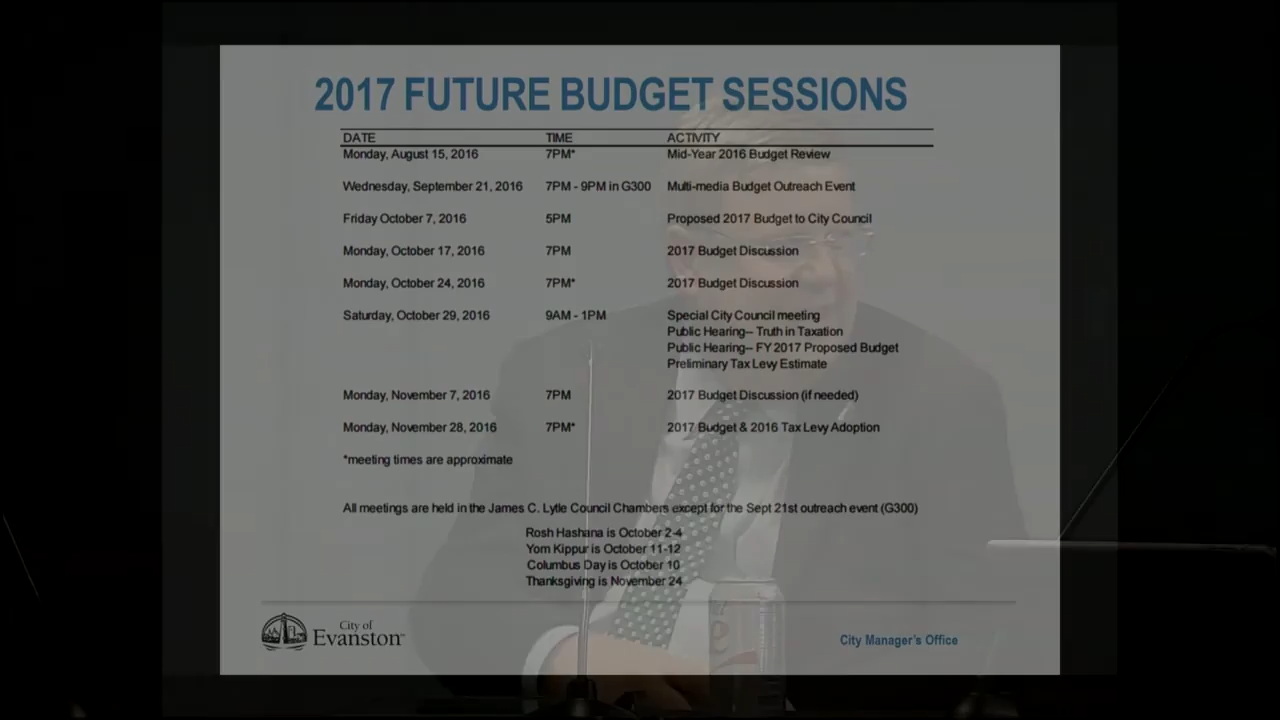 2017 FUTURE BUDGET SESSIONS
DATE TIME ACTIVITY
Monday, August 15, 2016 7PM* Mid-Year 2016 Budget Review
Wednesday, September 21, 2016 7PM - 9PM in G300 Multi-media Budget Outreach Event
Friday October 7, 2016 5PM Proposed 2017 Budget to City Council
Monday, October 17, 2016 7PM 2017 Budget Discussion
Monday, October 24, 2016 7PM* 2017 Budget Discussion
Saturday, October 29, 2016 9AM - 1PM Special City Council meeting
Public Hearing-- Truth in Taxation
Public Hearing-- FY 2017 Proposed Budget
Preliminary Tax Levy Estimate
Monday, November 7, 2016 7PM 2017 Budget Discussion (if needed)
Monday, November 28, 2016 7PM* 2017 Budget & 2016 Tax Levy Adoption
*meeting times are approximate
All meetings are held in the James C. Lytle Council Chambers except for the Sept 21st outreach event (G300)
Rosh Hashana is October 2-4
Yom Kippur is October 11-12
Columbus Day is October 10
Thanksgiving is November 24
City of
Evanston™
City Manager's Office